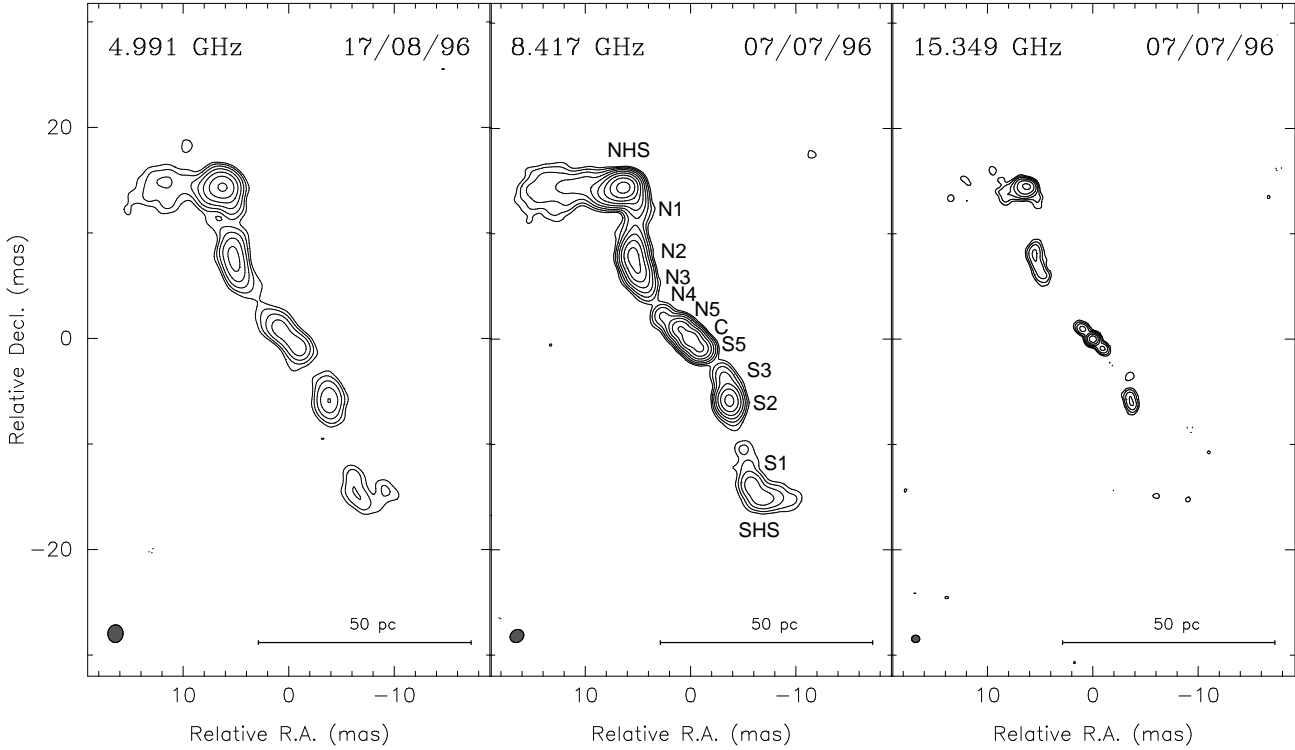 4.991 GHz 17/08/96
8.417 GHz 07/07/96
15.349 GHz 07/07/96
20
0
−20
Relative Decl. (mas)
NHS
N1
N2
N3
N4
N5
C
S5
S3
S2
S1
SHS
50 pc
50 pc
50 pc
10 0 −10
10 0 −10
10 0 −10
Relative R.A. (mas)
Relative R.A. (mas)
Relative R.A. (mas)